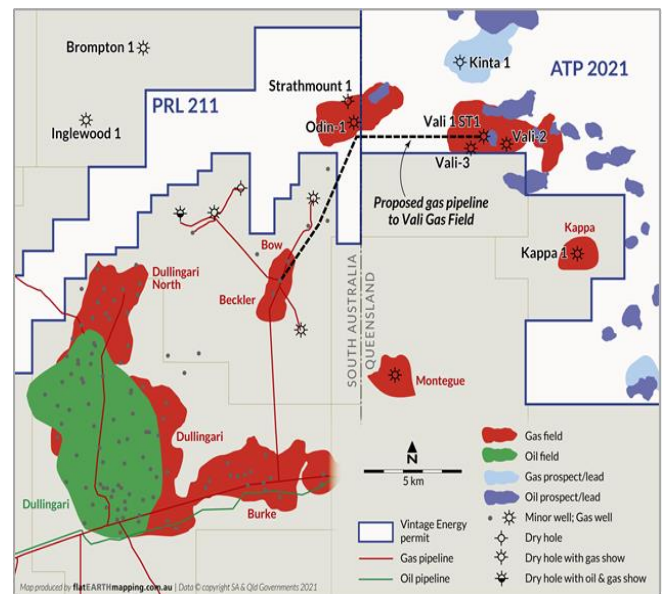 Brompton 1
Kinta 1
ATP 2021
Strathmount 1
PRL 211
Odin-1
Vali 1 ST1
Vali-2
Vali-3
Inglewood 1
Proposed gas pipeline
to Vali Gas Field
Bow
Kappa
Kappa 1
Dullingari
North
Beckler
SOUTH AUSTRALIA
QUEENSLAND
Montegue
N
5 km
Dullingari
Dullingari
Burke
Vintage Energy
permit
Gas pipeline
Oil pipeline
Gas field
Oil field
Gas prospect/lead
Oil prospect/lead
Minor well; Gas well
Dry hole
Dry hole with gas show
Dry hole with oil & gas show
Map produced by flatEARTHmapping.com.au | Data © copyright SA & Qld Governments 2021